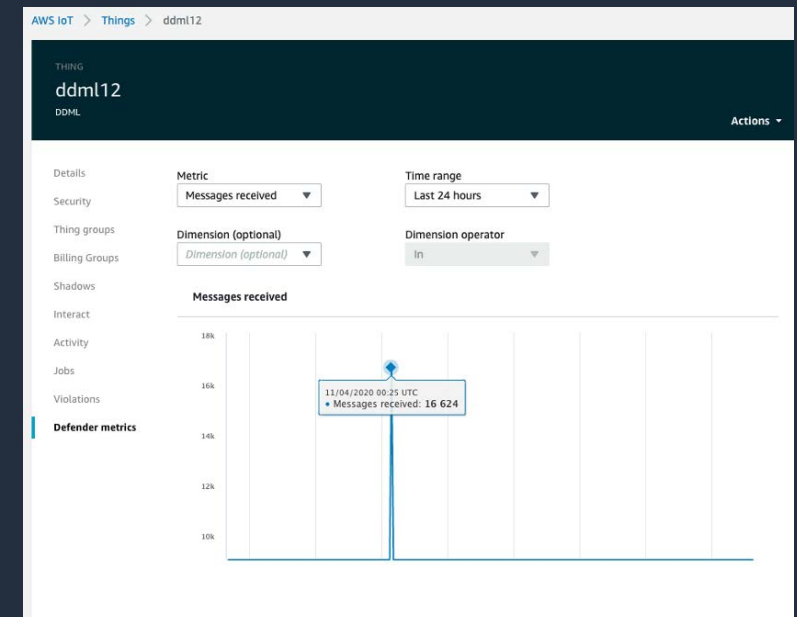 AWS IoT > Things > ddml12
THING
ddml12
DDML
Actions
Details
Security
Thing groups
Billing Groups
Shadows
Interact
Activity
Jobs
Violations
Defender metrics
Metric
Messages received
Time range
Last 24 hours
Dimension (optional)
Dimension (optional)
Dimension operator
In
Messages received
18k
16k
14k
12k
10k
11/04/2020 00:25 UTC
• Messages received: 16 624